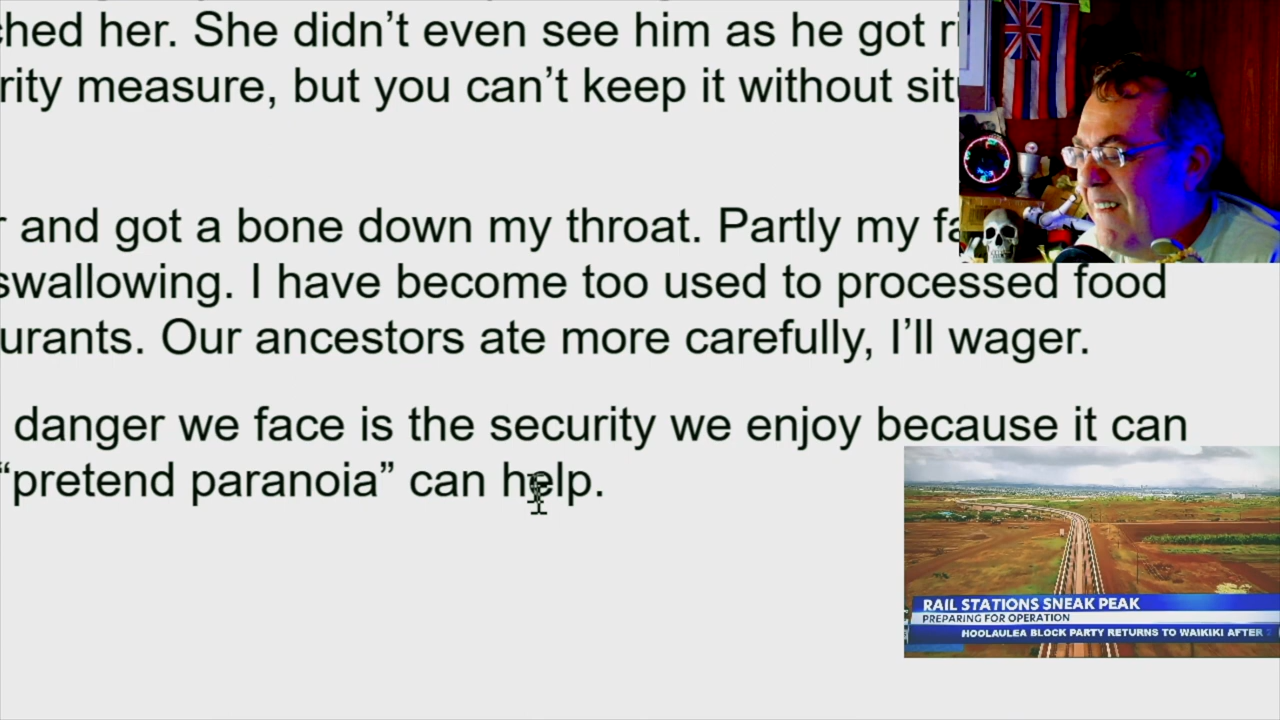 ched her. She didn’t even see him as he got
rity measure, but you can’t keep it without
and got a bone down my throat. Partly my
swallowing. I have become too used to processed food
urants. Our ancestors ate more carefully, I’ll wager.
danger we face is the security we enjoy because it can
“pretend paranoia” can help.
RAIL STATIONS SNEAK PEAK
PREPARING FOR OPERATION
HOOLAULEA BLOCK PARTY RETURNS TO WAIKIKI AFTER